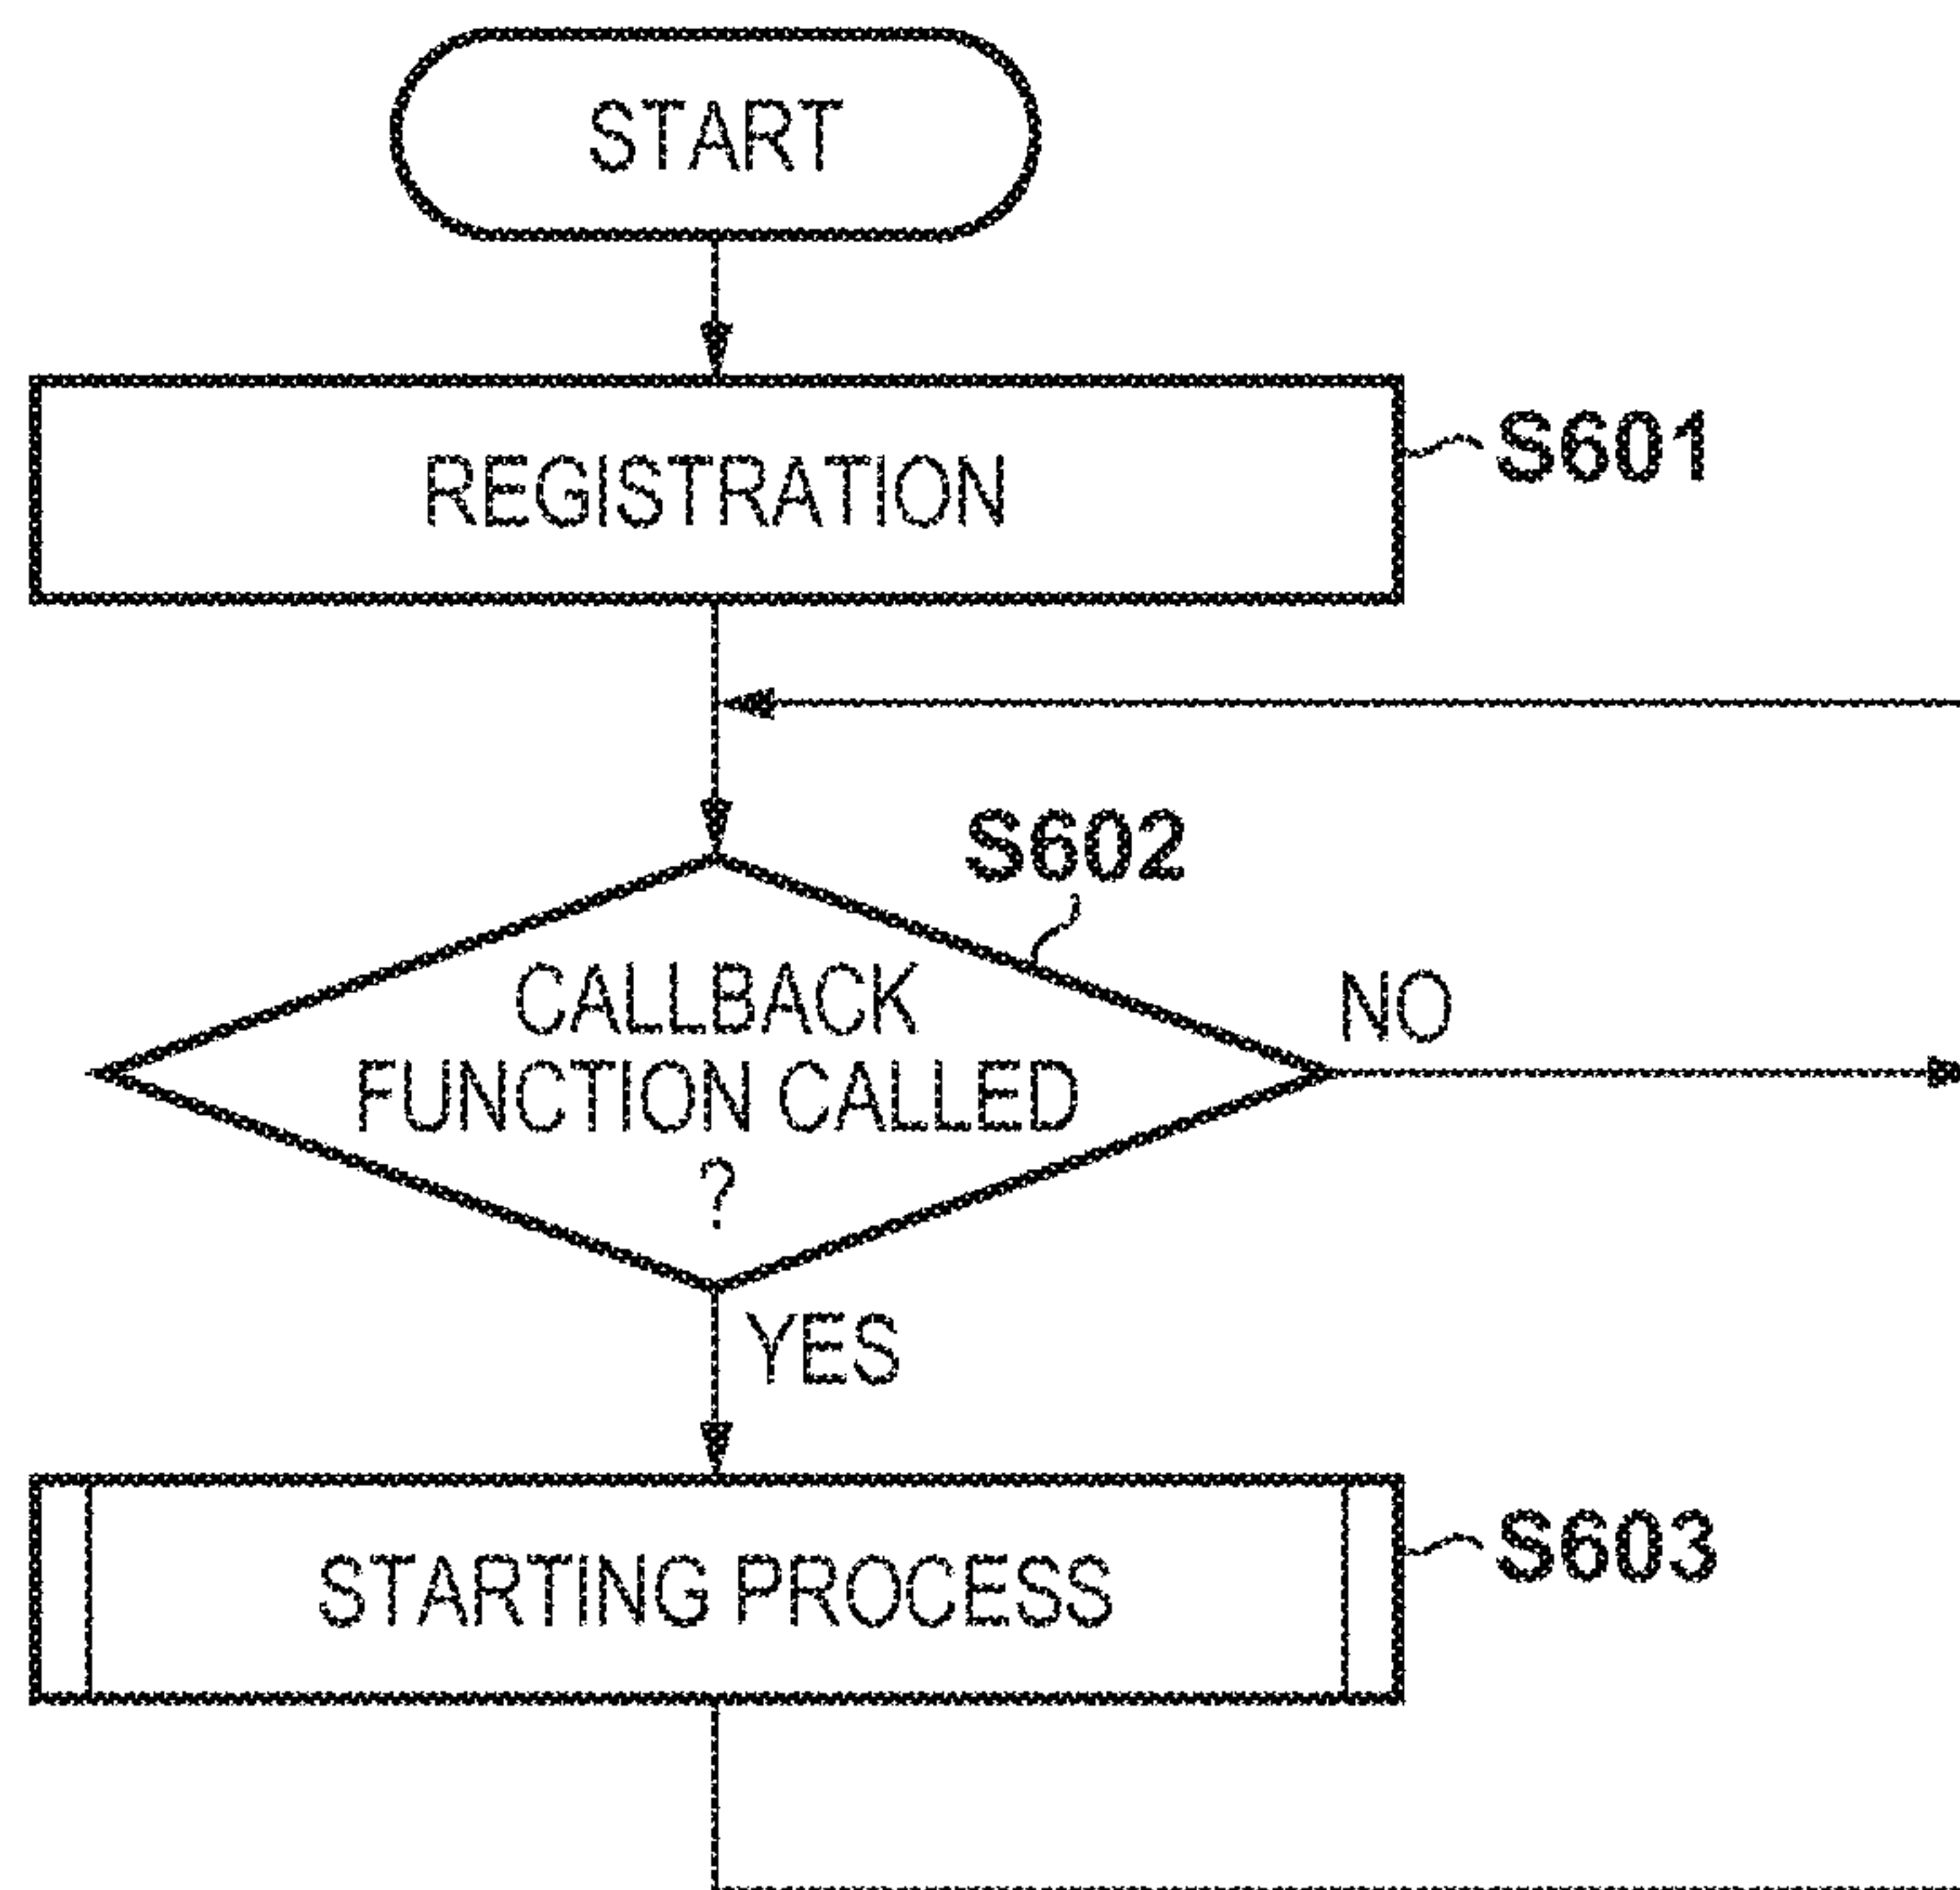 START
REGISTRATION
S601
S602
CALLBACK
FUNCTION CALLED
?
NO
YES
STARTING PROCESS
S603